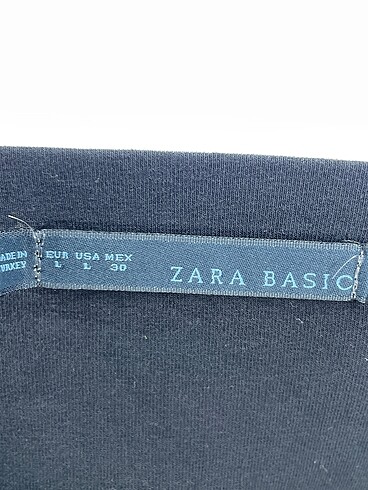 MADE IN
TURKEY
EUR USA MEX
L L 30
ZARA BASIC